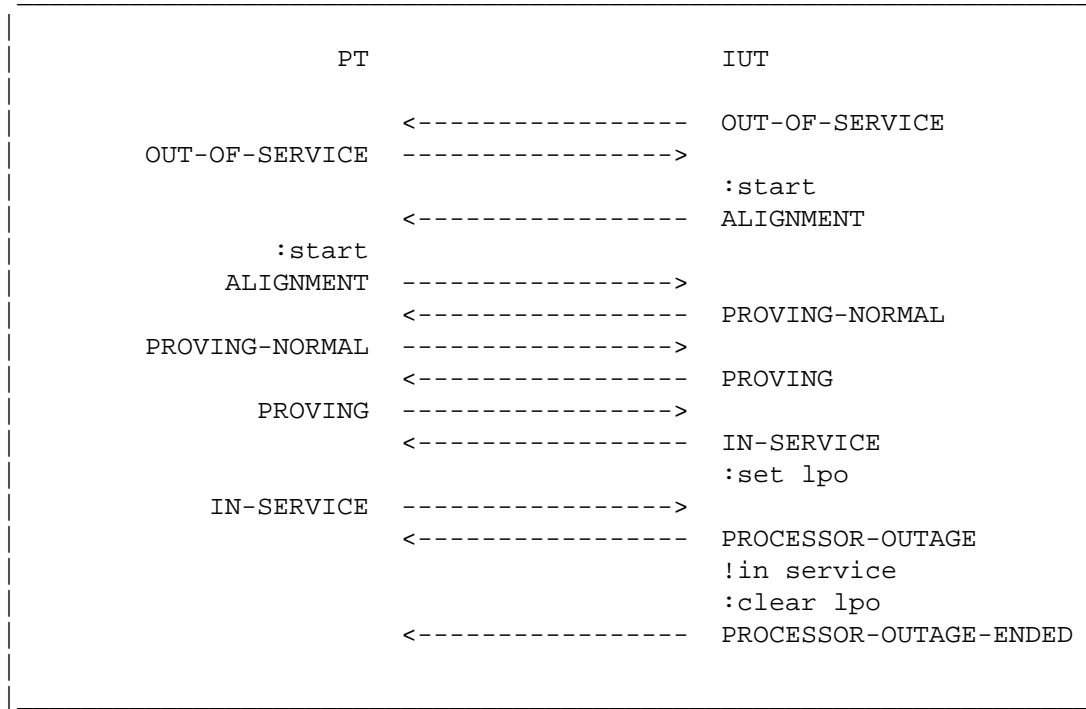 PT IUT
<----------------- OUT-OF-SERVICE
OUT-OF-SERVICE ----------------->
:start
<----------------- ALIGNMENT
:start
ALIGNMENT ----------------->
<----------------- PROVING-NORMAL
PROVING-NORMAL ----------------->
<----------------- PROVING
PROVING ----------------->
<----------------- IN-SERVICE
:set lpo
IN-SERVICE ----------------->
<----------------- PROCESSOR-OUTAGE
!in service
:clear lpo
<----------------- PROCESSOR-OUTAGE-ENDED